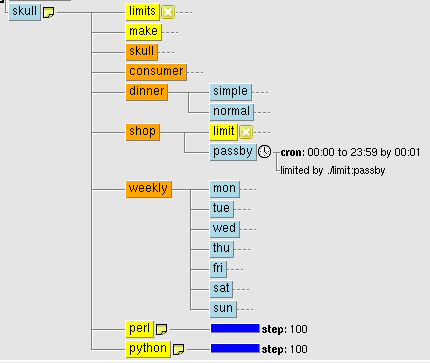 skull
limits
make
skull
consumer
dinner
simple
normal
shop
limit
passby
cron: 00:00 to 23:59 by 00:01
limited by ./limit:passby
weekly
mon
tue
wed
thu
fri
sat
sun
perl
step: 100
python
step: 100